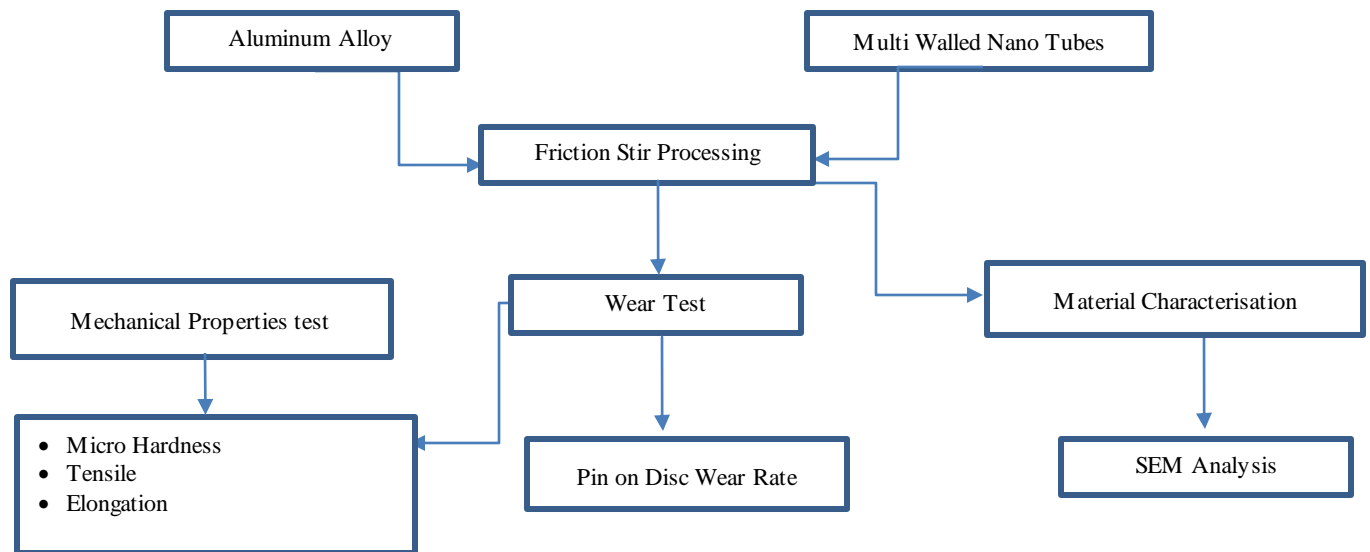 Aluminum Alloy
Multi Walled Nano Tubes
Friction Stir Processing
Mechanical Properties test
Wear Test
Material Characterisation
• Micro Hardness
• Tensile
• Elongation
Pin on Disc Wear Rate
SEM Analysis